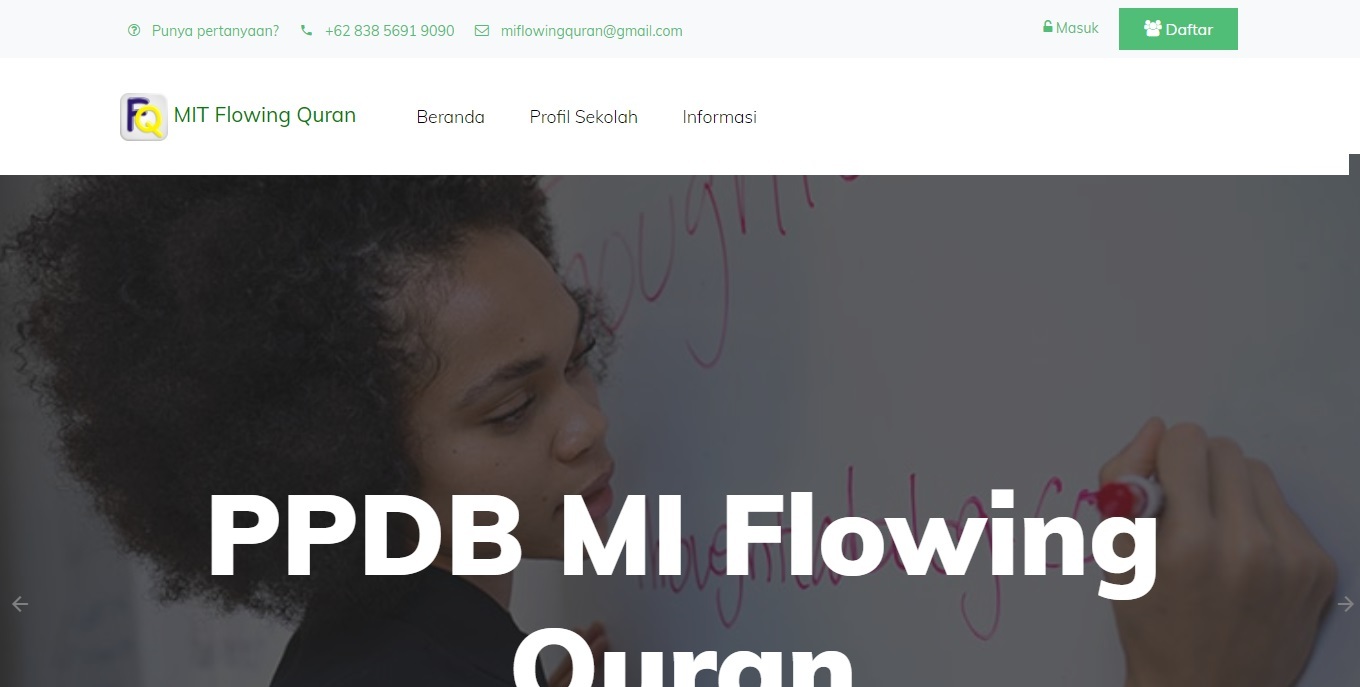 Punya pertanyaan? +62 838 5691 9090 miflowingquran@gmail.com Masuk Daftar
FQ MIT Flowing Quran Beranda Profil Sekolah Informasi
PPDB MI Flowing
Quran